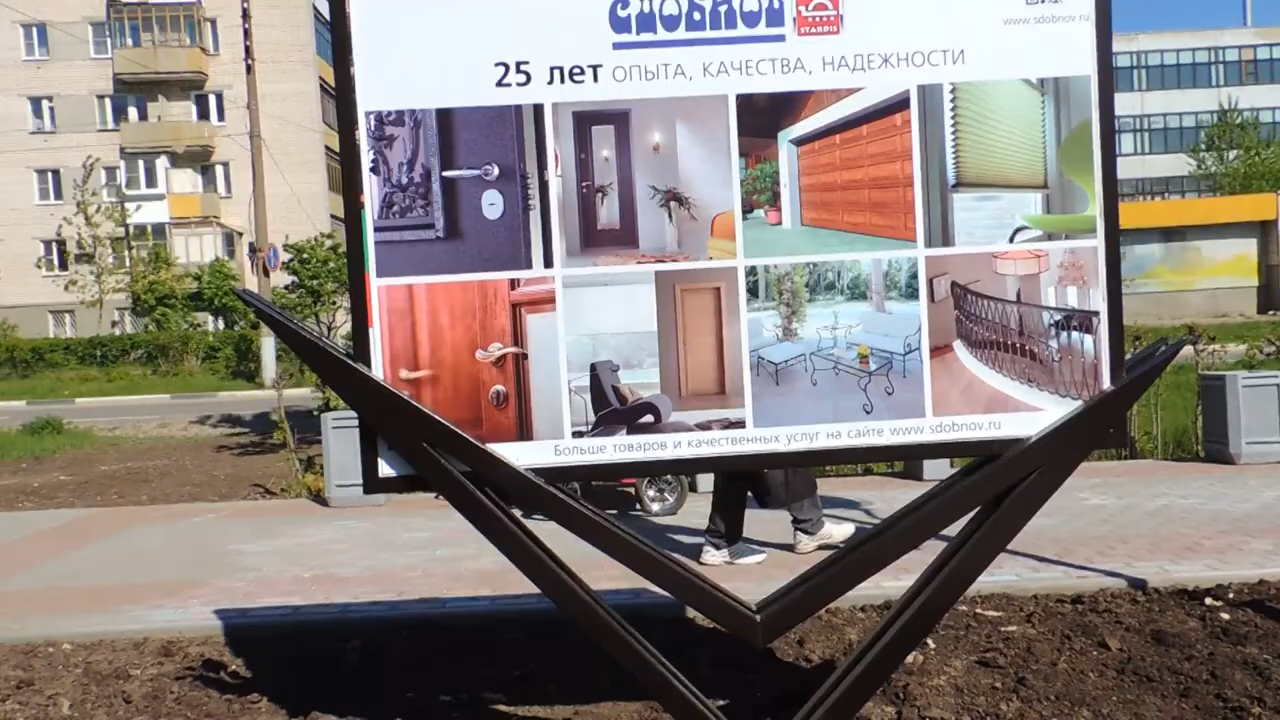 СДОБНОВ
STARDIS
www.sdobnov.ru
25 лет ОПЫТА, КАЧЕСТВА, НАДЕЖНОСТИ
Больше товаров и качественных услуг на сайте www.sdobnov.ru